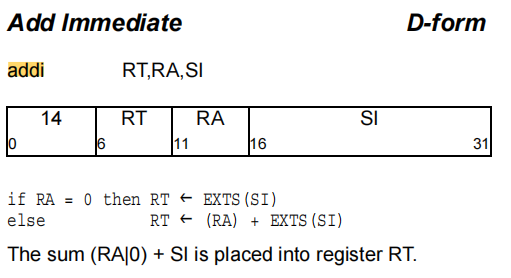 Add Immediate D-form
addi RT,RA,SI
14 RT RA SI
0 6 11 16 31
if RA = 0 then RT ← EXTS(SI)
else RT ← (RA) + EXTS(SI)
The sum (RA|0) + SI is placed into register RT.